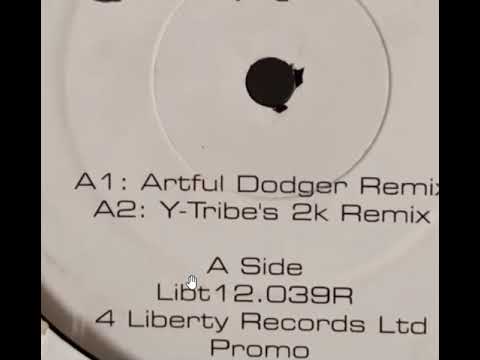 A1: Artful Dodger Remix
A2: Y-Tribe's 2k Remix
A Side
Libt12.039R
4 Liberty Records Ltd
Promo